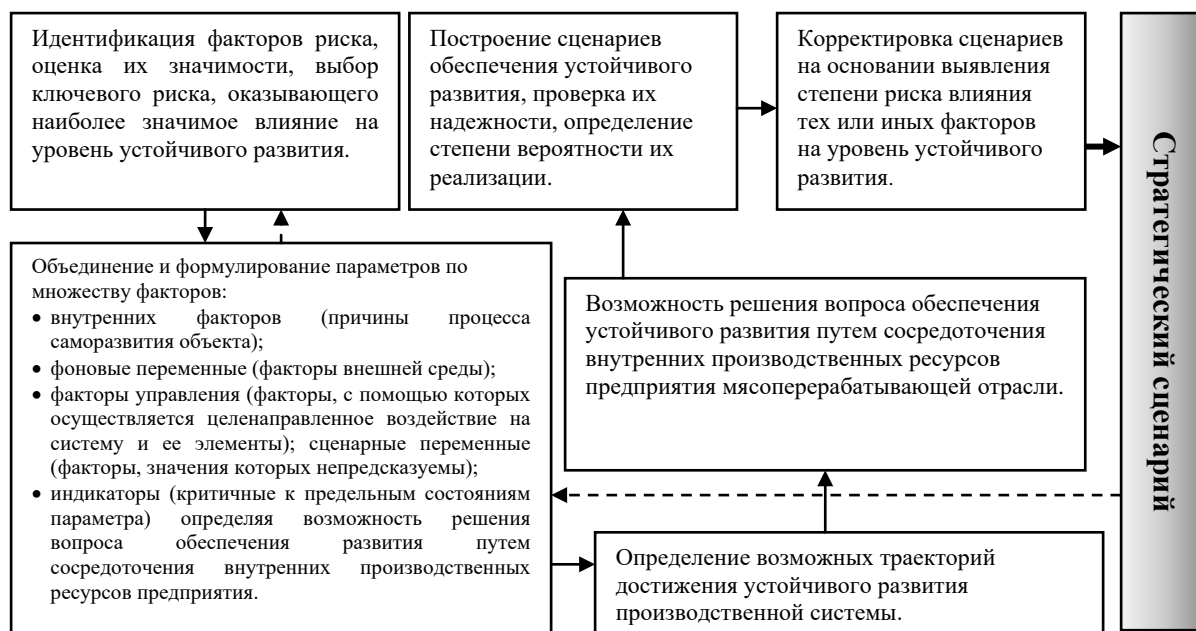 Идентификация факторов риска,
оценка их значимости, выбор
ключевого риска, оказывающего
наиболее значимое влияние на
уровень устойчивого развития.
Построение сценариев
обеспечения устойчивого
развития, проверка их
надежности, определение
степени вероятности их
реализации.
Корректировка сценариев
на основании выявления
степени риска влияния
тех или иных факторов
на уровень устойчивого
развития.
Стратегический сценарий
Объединение и формулирование параметров по
множеству факторов:
• внутренних факторов (причины процесса
саморазвития объекта);
• фоновые переменные (факторы внешней среды);
• факторы управления (факторы, с помощью которых
осуществляется целенаправленное воздействие на
систему и ее элементы); сценарные переменные
(факторы, значения которых непредсказуемы);
• индикаторы (критичные к предельным состояниям
параметра) определяя возможность решения
вопроса обеспечения развития путем
сосредоточения внутренних производственных
ресурсов предприятия.
Возможность решения вопроса обеспечения
устойчивого развития путем сосредоточения
внутренних производственных ресурсов
предприятия мясоперерабатывающей отрасли.
Определение возможных траекторий
достижения устойчивого развития
производственной системы.